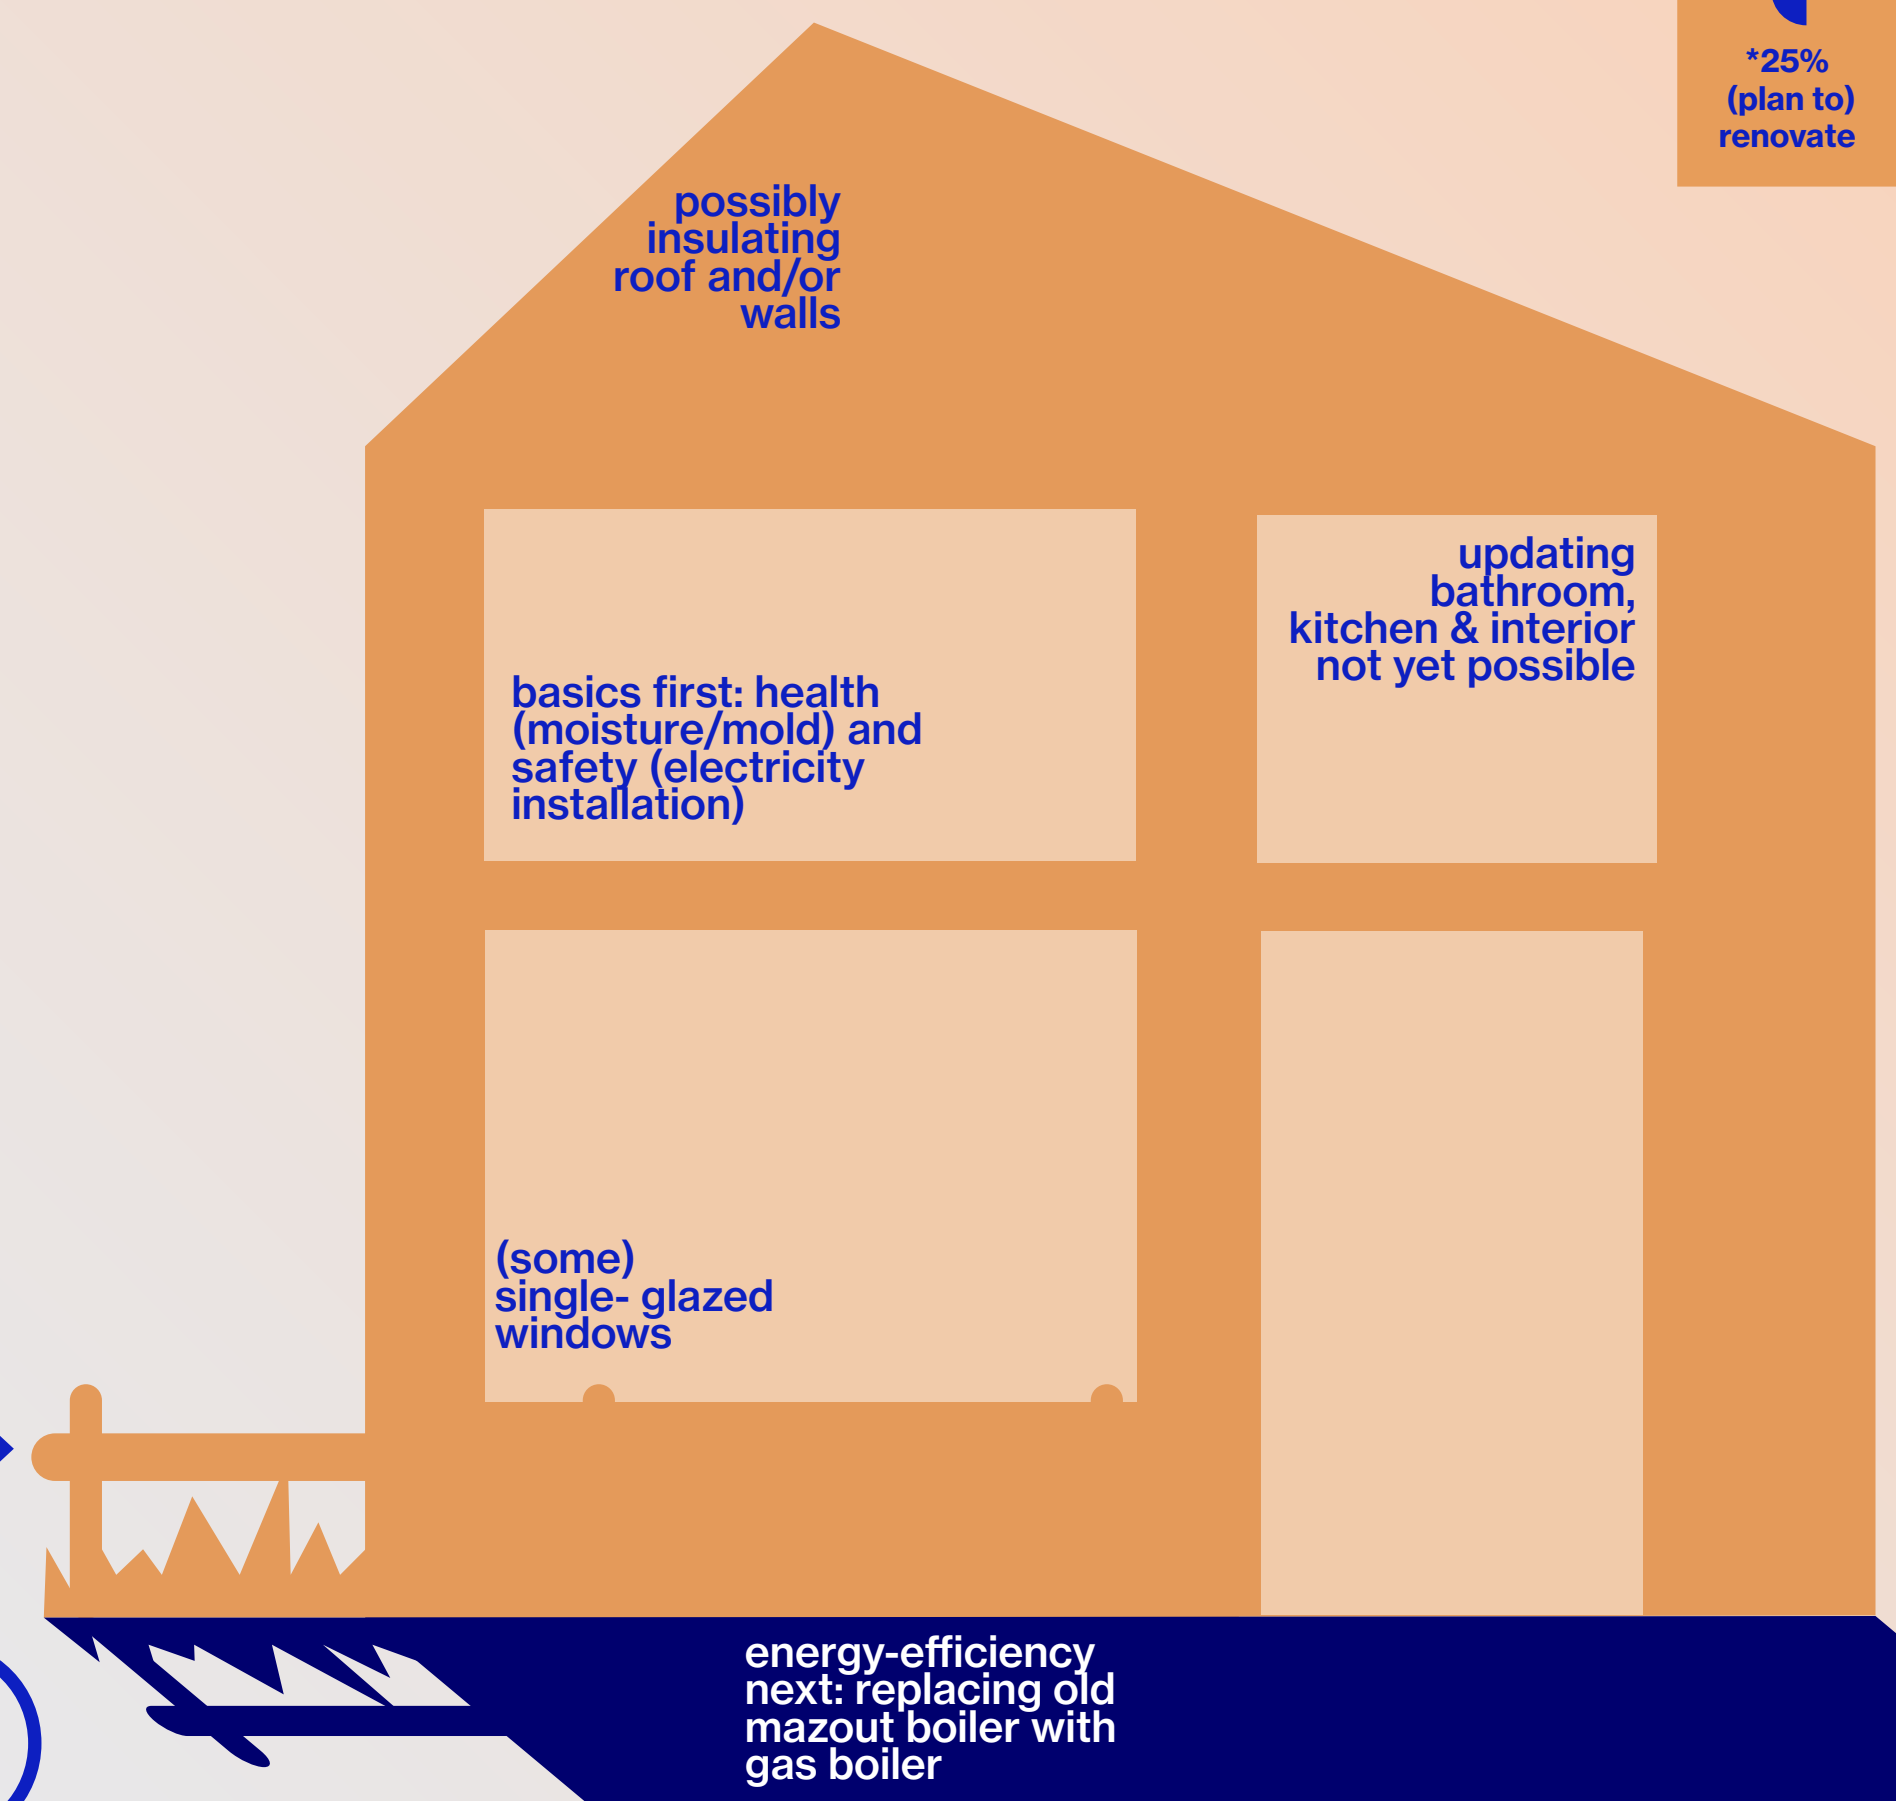 *25%
(plan to)
renovate
possibly
insulating
roof and/or
walls
updating
bathroom,
kitchen & interior
not yet possible
basics first: health
(moisture/mold) and
safety (electricity
installation)
(some)
single- glazed
windows
energy-efficiency
next: replacing old
mazout boiler with
gas boiler